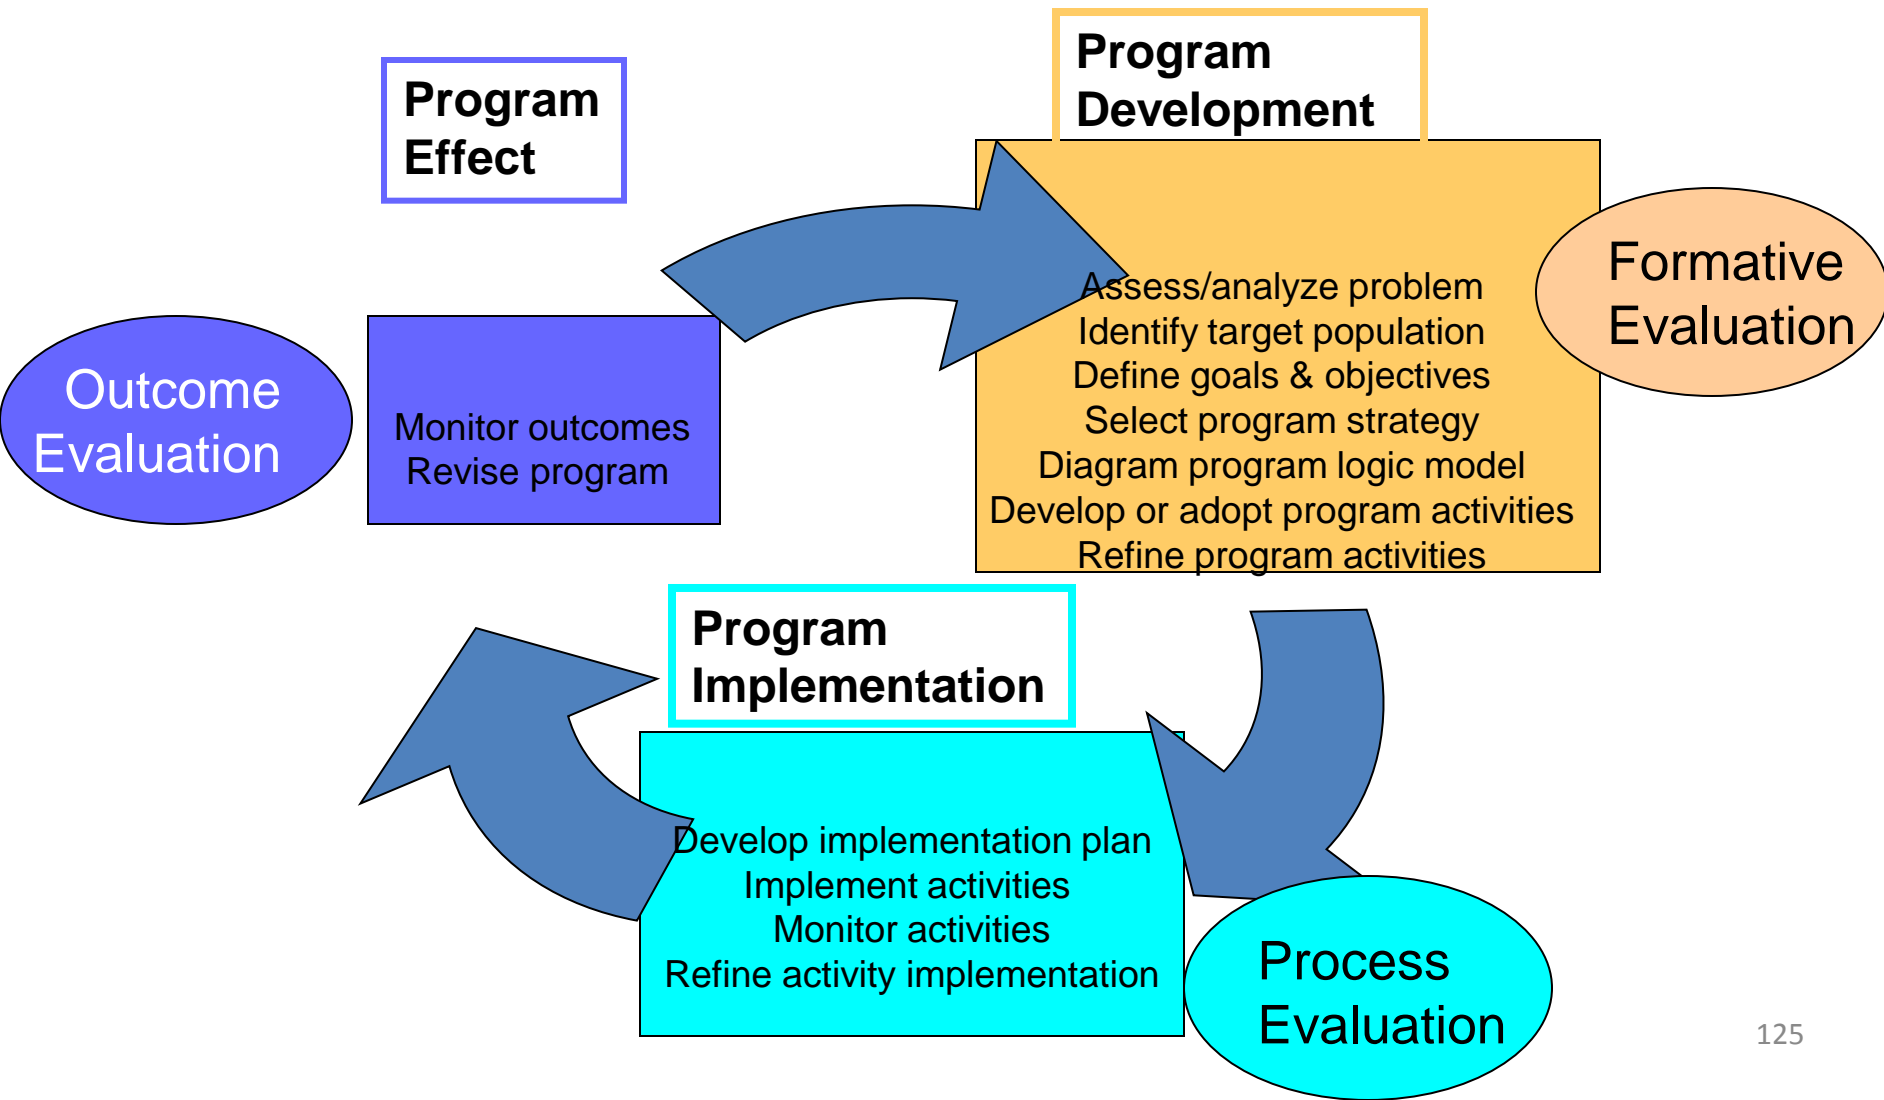 Program
Effect
Program
Development
Outcome
Evaluation
Monitor outcomes
Revise program
Assess/analyze problem
Identify target population
Define goals & objectives
Select program strategy
Diagram program logic model
Develop or adopt program activities
Refine program activities
Formative
Evaluation
Program
Implementation
Develop implementation plan
Implement activities
Monitor activities
Refine activity implementation
Process
Evaluation
125